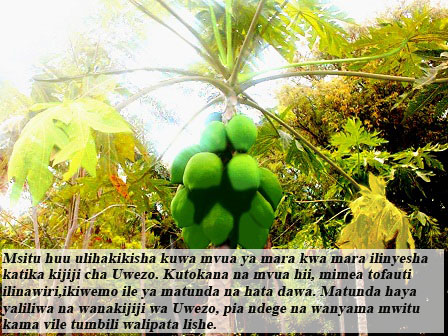 Msitu huu ulihakikisha kuwa mvua ya mara kwa mara ilinyesha
katika kijiji cha Uwezo. Kutokana na mvua hii, mimea tofauti
ilinawiri,ikiwemo ile ya matunda na hata dawa. Matunda haya
yaliliwa na wanakijiji wa Uwezo, pia ndege na wanyama mwitu
kama vile tumbili walipata lishe.